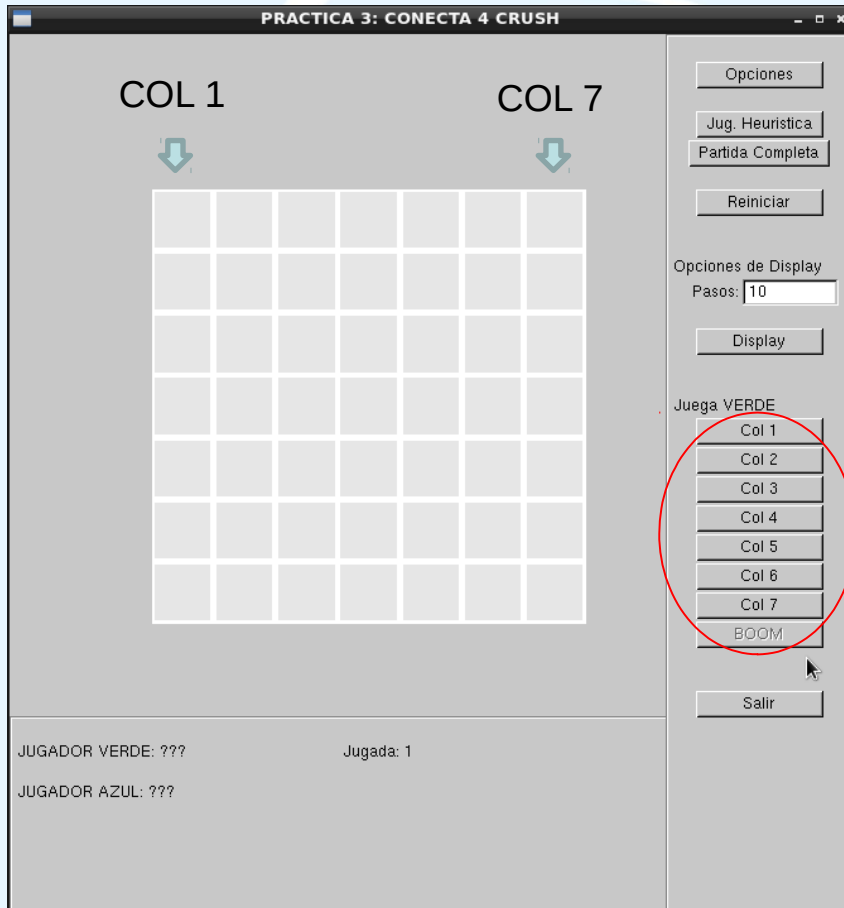 PRACTICA 3: CONECTA 4 CRUSH
COL 1
COL 7
Opciones
Jug. Heuristica
Partida Completa
Reiniciar
Opciones de Display
Pasos: 10
Display
Juega VERDE
Col 1
Col 2
Col 3
Col 4
Col 5
Col 6
Col 7
BOOM
Salir
JUGADOR VERDE: ??? Jugada: 1
JUGADOR AZUL: ???